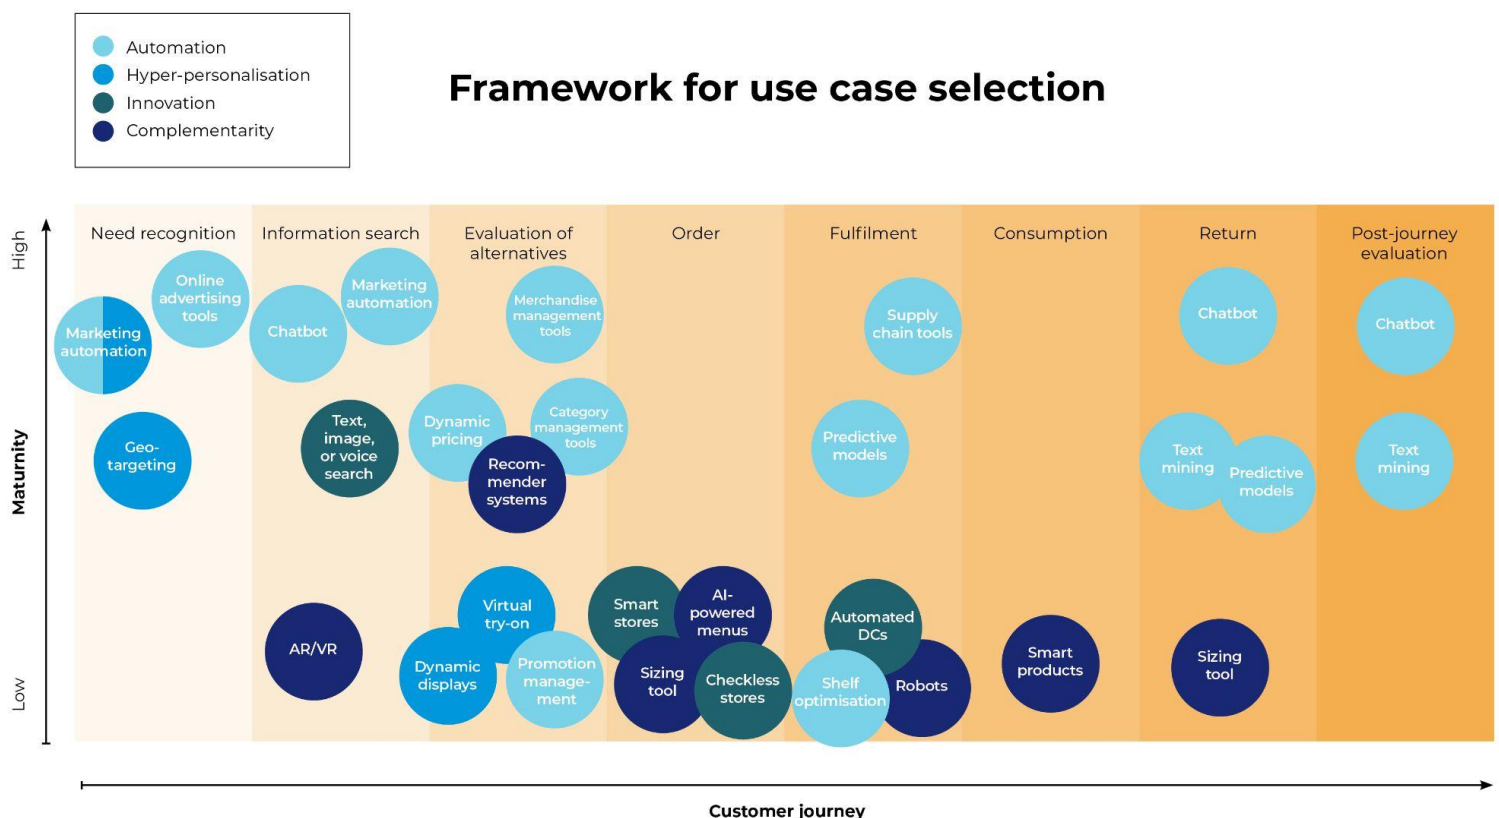 Automation
Hyper-personalisation
Innovation
Complementarity
Framework for use case selection
High
Maturnity
Low
Need recognition
Information search
Evaluation of
alternatives
Order
Fulfilment
Consumption
Return
Post-journey
evaluation
Online
advertising
tools
Marketing
automation
Geo-
targeting
Marketing
automation
Chatbot
Text,
image,
or voice
search
AR/VR
Merchandise
management
tools
Dynamic
pricing
Category
management
tools
Recom-
mender
systems
Virtual
try-on
Dynamic
displays
Promotion
manage-
ment
Smart
stores
AI-
powered
menus
Sizing
tool
Checkless
stores
Supply
chain tools
Predictive
models
Automated
DCs
Shelf
optimisation
Robots
Smart
products
Chatbot
Text
mining
Predictive
models
Sizing
tool
Chatbot
Text
mining
Customer journey